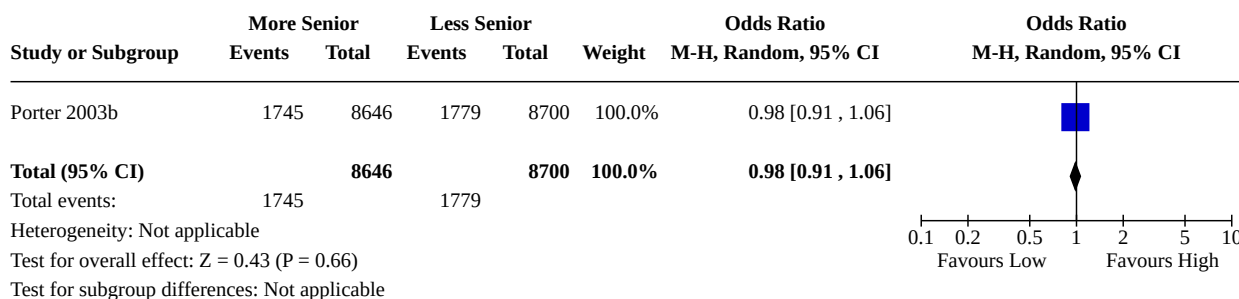 More Senior Less Senior Odds Ratio Odds Ratio
Study or Subgroup Events Total Events Total Weight M-H, Random, 95% CI M-H, Random, 95% CI
Porter 2003b 1745 8646 1779 8700 100.0% 0.98 [0.91 , 1.06]
Total (95% CI) 8646 8700 100.0% 0.98 [0.91 , 1.06]
Total events: 1745 1779
Heterogeneity: Not applicable 0.1 0.2 0.5 1 2 5 10
Test for overall effect: Z = 0.43 (P = 0.66) Favours Low Favours High
Test for subgroup differences: Not applicable